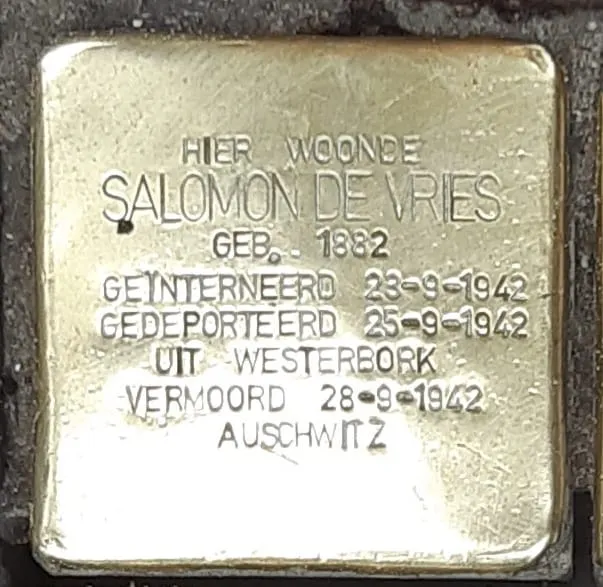 HIER WOONDE
SALOMON DE VRIES
GEB. 1882
GEÏNTERNEERD 23-9-1942
GEDEPORTEERD 25-9-1942
UIT WESTERBORK
VERMOORD 28-9-1942
AUSCHWITZ